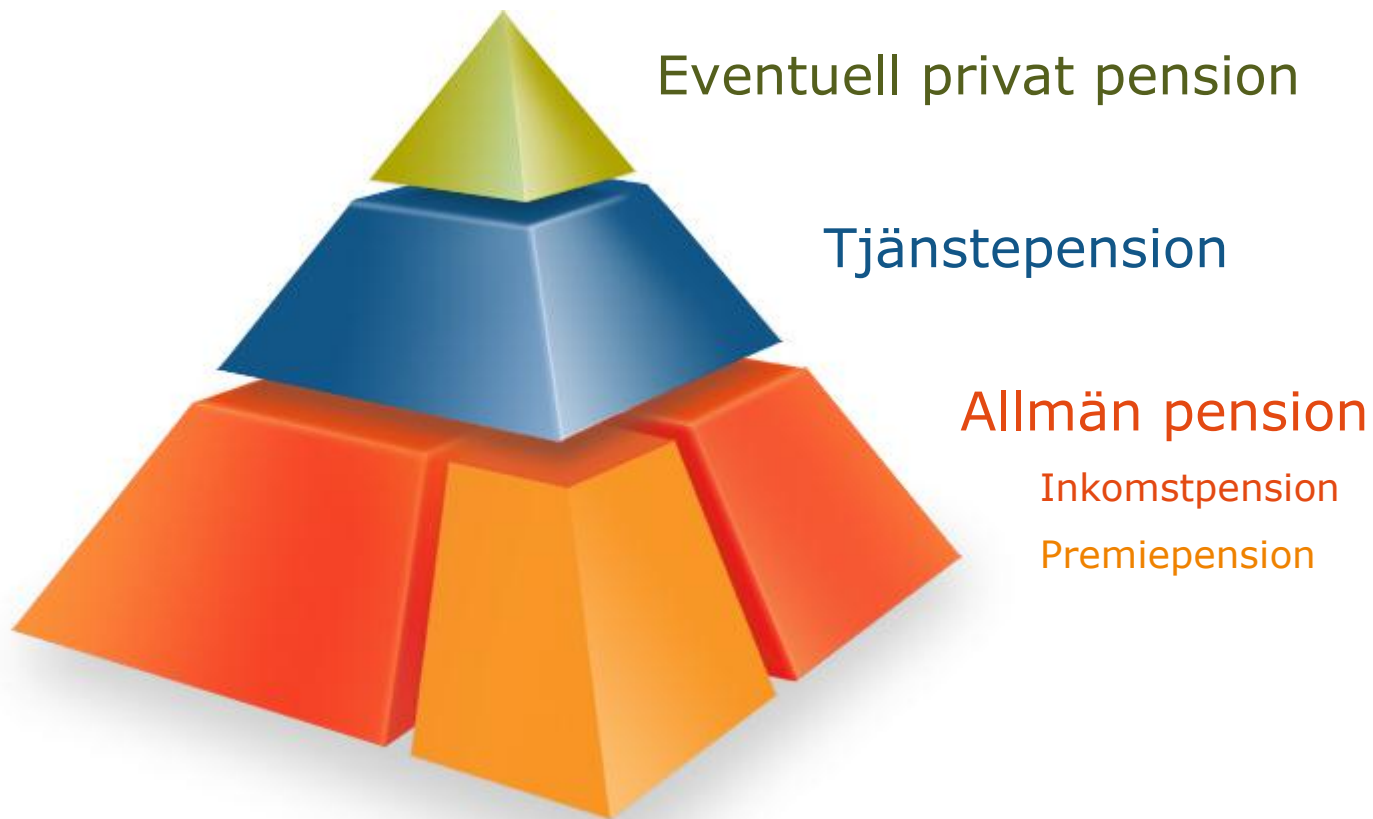 Eventuell privat pension
Tjänstepension
Allmän pension
Inkomstpension
Premiepension